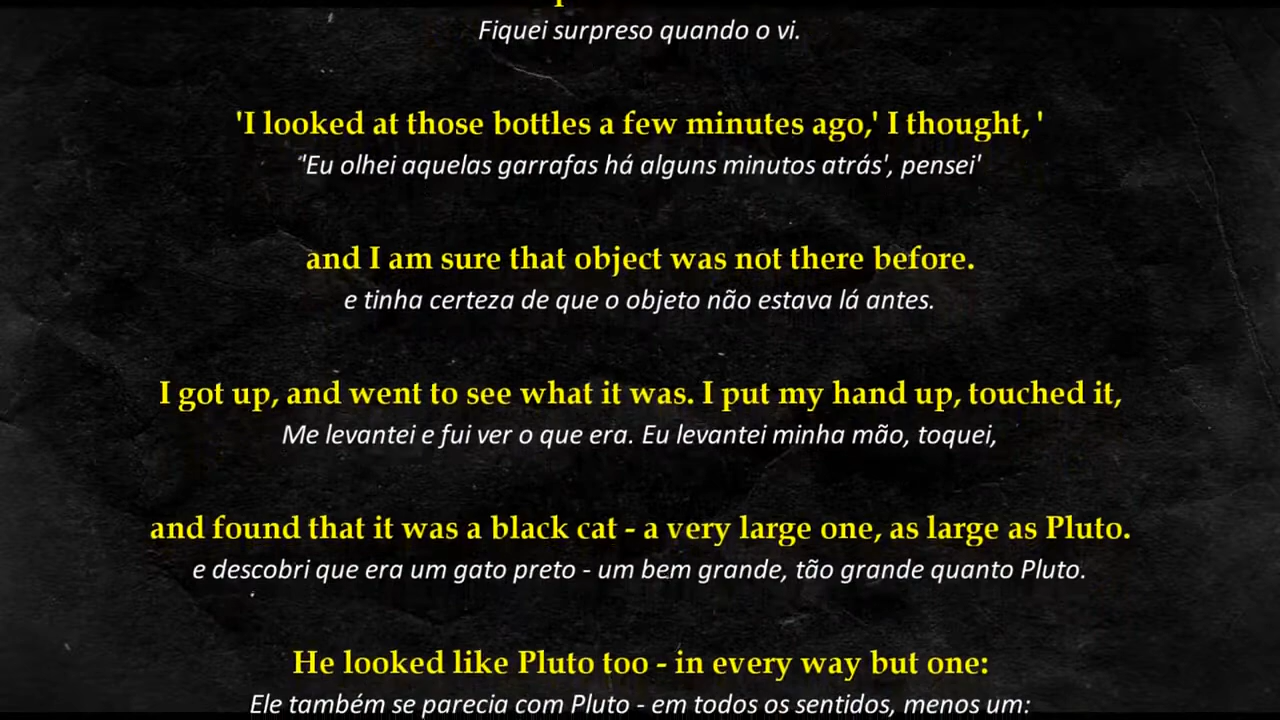 Fiquei surpreso quando o vi.
'I looked at those bottles a few minutes ago,' I thought, '
'Eu olhei aquelas garrafas há alguns minutos atrás', pensei'
and I am sure that object was not there before.
e tinha certeza de que o objeto não estava lá antes.
I got up, and went to see what it was. I put my hand up, touched it,
Me levantei e fui ver o que era. Eu levantei minha mão, toquei,
and found that it was a black cat - a very large one, as large as Pluto.
e descobri que era um gato preto - um bem grande, tão grande quanto Pluto.
He looked like Pluto too - in every way but one:
Ele também se parecia com Pluto - em todos os sentidos, menos um: